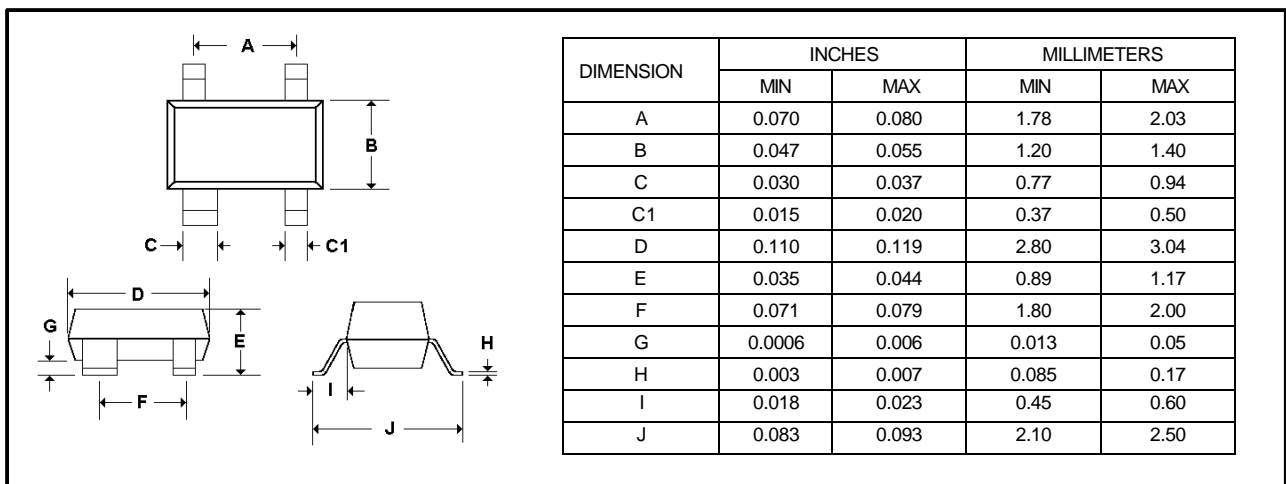 A
B
C
C1
D
G
E
F
H
I
J
DIMENSION INCHES MILLIMETERS
MIN MAX MIN MAX
A 0.070 0.080 1.78 2.03
B 0.047 0.055 1.20 1.40
C 0.030 0.037 0.77 0.94
C1 0.015 0.020 0.37 0.50
D 0.110 0.119 2.80 3.04
E 0.035 0.044 0.89 1.17
F 0.071 0.079 1.80 2.00
G 0.0006 0.006 0.013 0.05
H 0.003 0.007 0.085 0.17
I 0.018 0.023 0.45 0.60
J 0.083 0.093 2.10 2.50